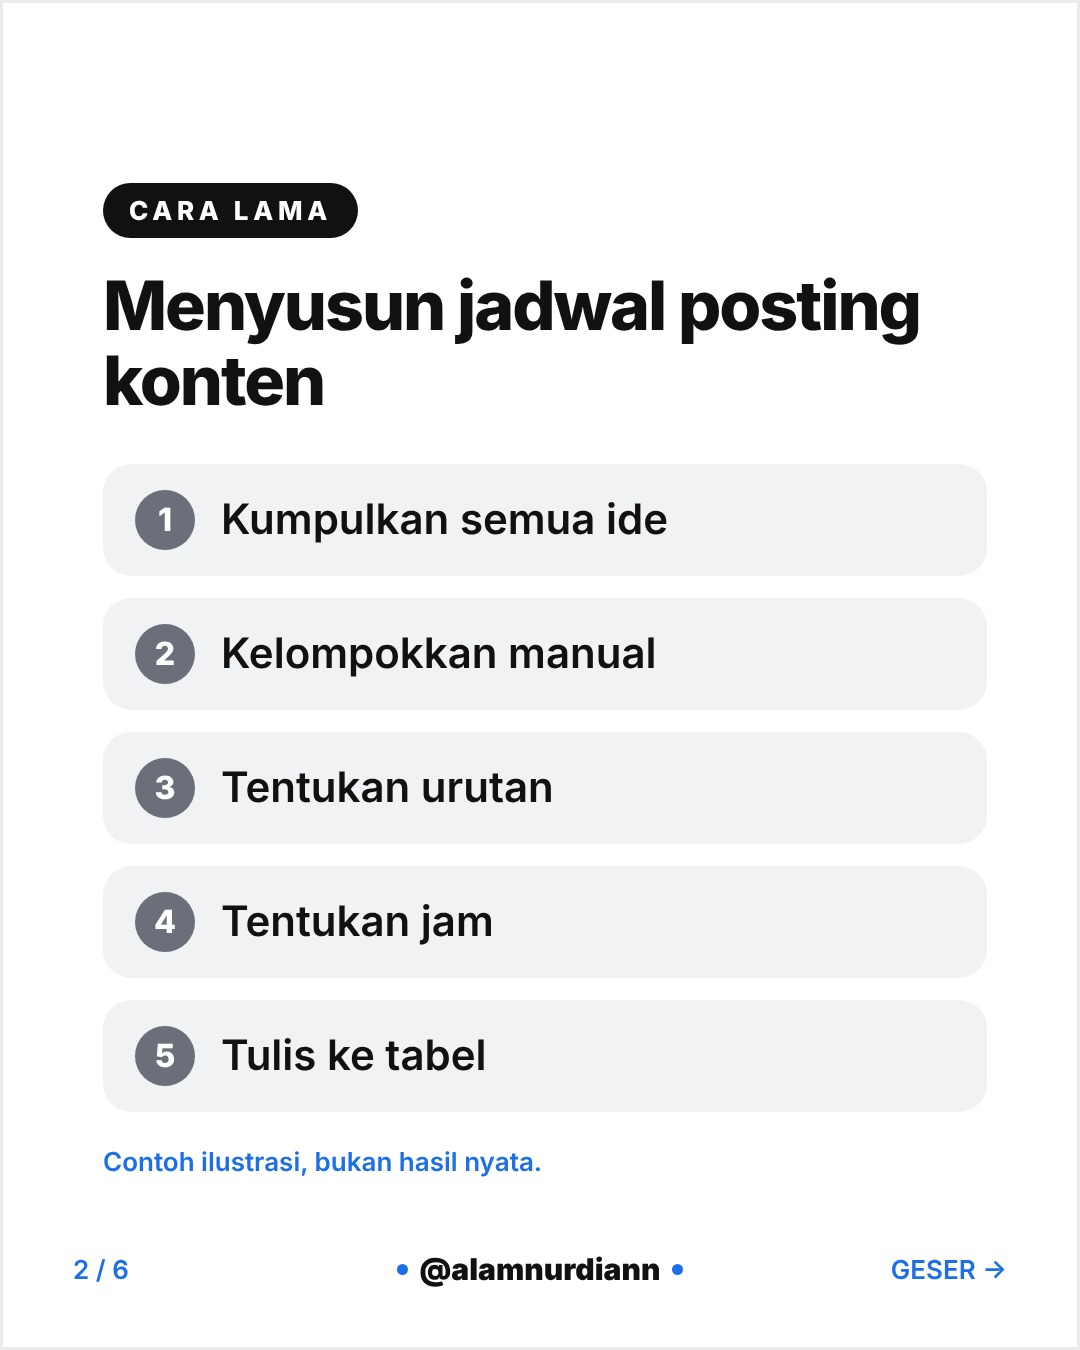 CARA LAMA
Menyusun jadwal posting
konten
1 Kumpulkan semua ide
2 Kelompokkan manual
3 Tentukan urutan
4 Tentukan jam
5 Tulis ke tabel
Contoh ilustrasi, bukan hasil nyata.
2 / 6 • @alamnurdiann • GESER →